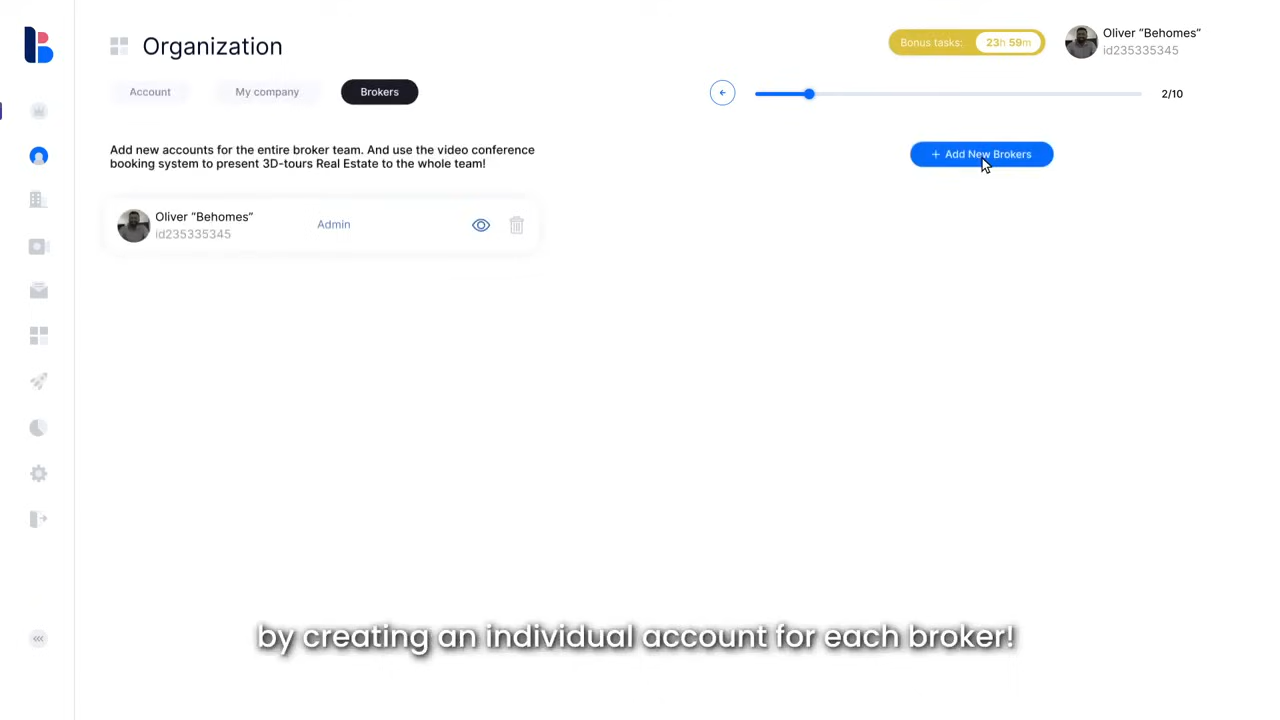 Organization
Bonus tasks: 23h 59m
Oliver “Behomes”
id235335345
Account
My company
Brokers
2/10
Add new accounts for the entire broker team. And use the video conference
booking system to present 3D-tours Real Estate to the whole team!
+ Add New Brokers
Oliver “Behomes”
id235335345
Admin
by creating an individual account for each broker!